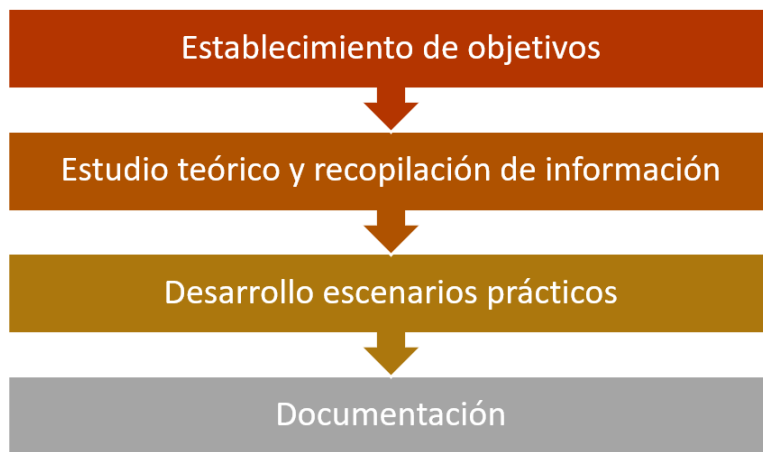 Establecimiento de objetivos
Estudio teórico y recopilación de información
Desarrollo escenarios prácticos
Documentación